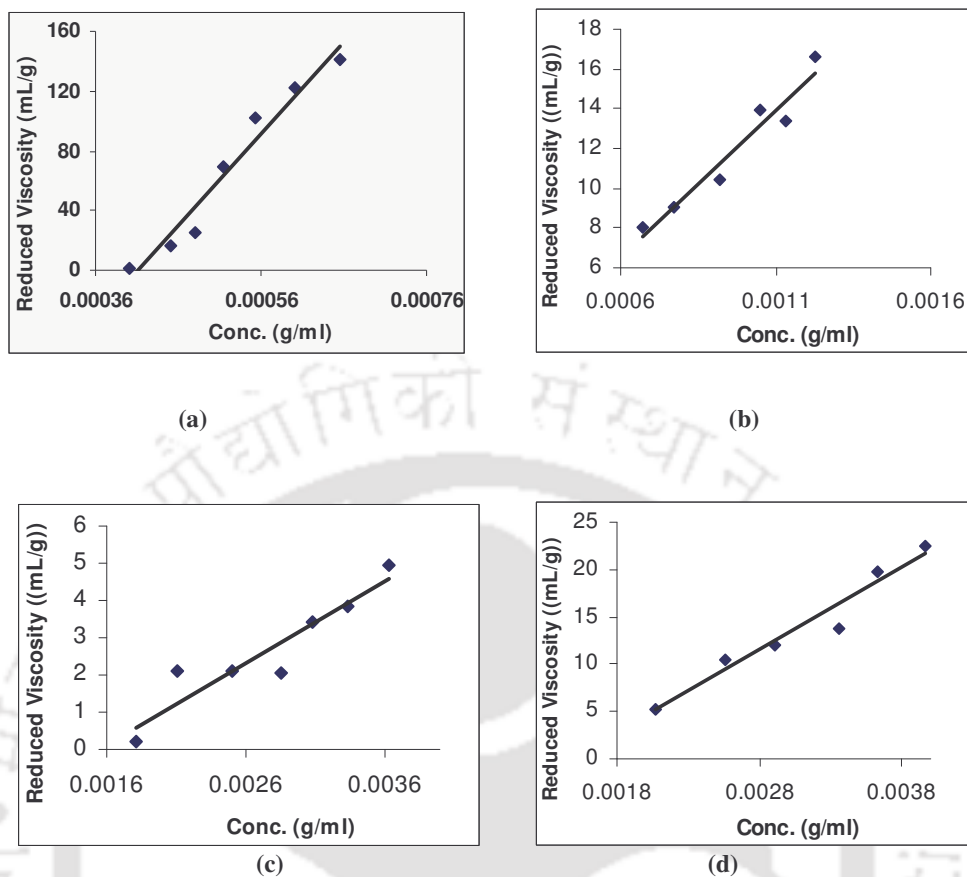 160
120
80
40
0
Reduced Viscosity (mL/g)
0.00036 0.00056 0.00076
Conc. (g/ml)
(a)
18
16
14
12
10
8
6
Reduced Viscosity ((mL/g))
0.0006 0.0011 0.0016
Conc. (g/ml)
(b)
6
5
4
3
2
1
0
Reduced Viscosity ((mL/g))
0.0016 0.0026 0.0036
Conc. (g/ml)
(c)
25
20
15
10
5
0
Reduced Viscosity ((mL/g))
0.0018 0.0028 0.0038
Conc. (g/ml)
(d)